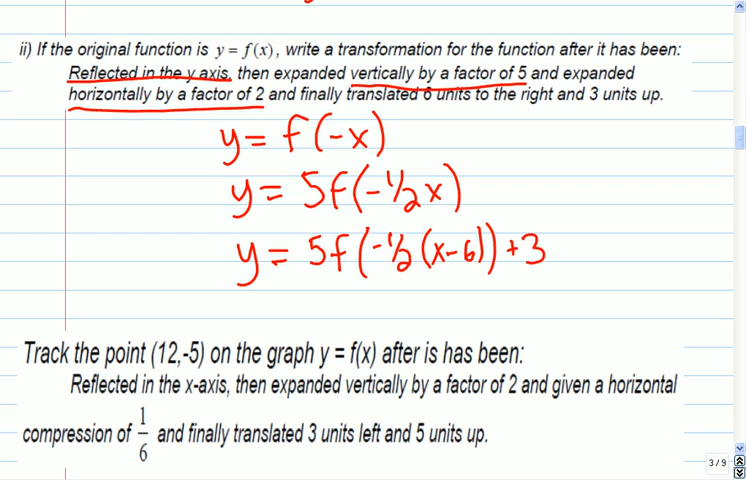 ii) If the original function is y = f(x), write a transformation for the function after it has been:
Reflected in the y axis, then expanded vertically by a factor of 5 and expanded
horizontally by a factor of 2 and finally translated 6 units to the right and 3 units up.
y = f(-x)
y = 5f(-1/2x)
y = 5f(-1/2(x-6)) + 3
Track the point (12,-5) on the graph y = f(x) after is has been:
Reflected in the x-axis, then expanded vertically by a factor of 2 and given a horizontal
compression of 1/6 and finally translated 3 units left and 5 units up.
3 / 9